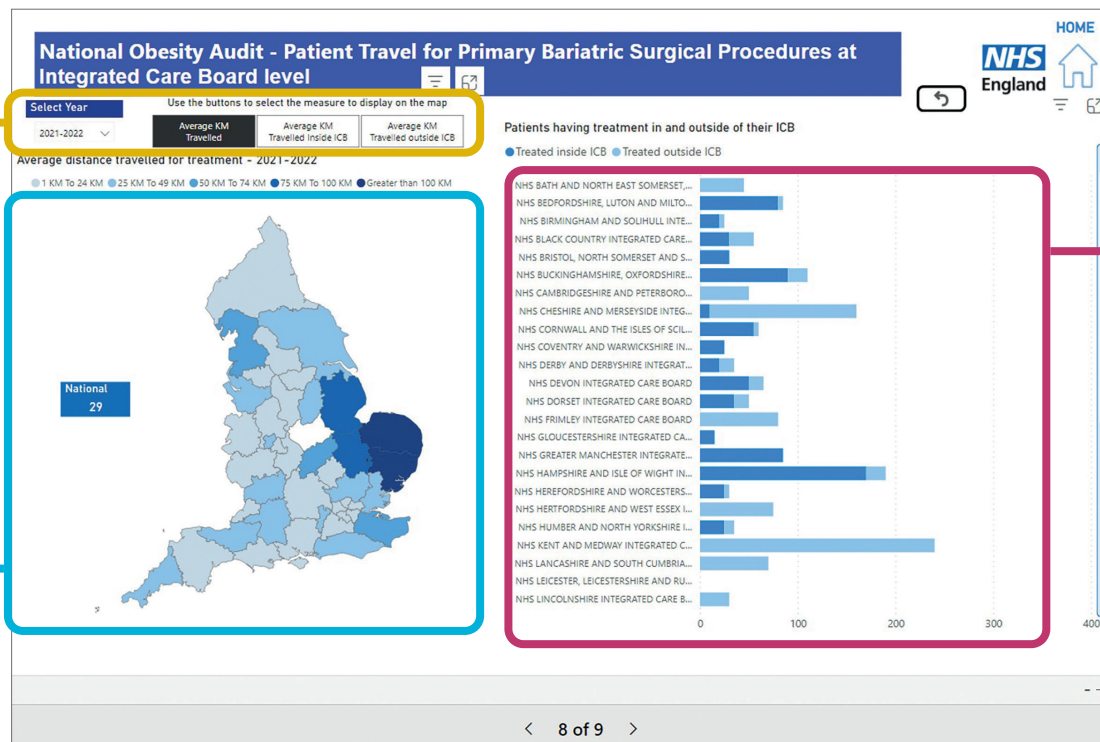 HOME
National Obesity Audit - Patient Travel for Primary Bariatric Surgical Procedures at
Integrated Care Board level
NHS
England
Select Year
2021-2022
Use the buttons to select the measure to display on the map
Average KM
Travelled
Average KM
Travelled Inside ICB
Average KM
Travelled outside ICB
Average distance travelled for treatment - 2021-2022
1 KM To 24 KM 25 KM To 49 KM 50 KM To 74 KM 75 KM To 100 KM Greater than 100 KM
National
29
Patients having treatment in and outside of their ICB
Treated inside ICB Treated outside ICB
NHS BATH AND NORTH EAST SOMERSET,...
NHS BEDFORDSHIRE, LUTON AND MILTO...
NHS BIRMINGHAM AND SOLIHULL INTE...
NHS BLACK COUNTRY INTEGRATED CARE...
NHS BRISTOL, NORTH SOMERSET AND S...
NHS BUCKINGHAMSHIRE, OXFORDSHIRE...
NHS CAMBRIDGESHIRE AND PETERBORO...
NHS CHESHIRE AND MERSEYSIDE INTEG...
NHS CORNWALL AND THE ISLES OF SCIL...
NHS COVENTRY AND WARWICKSHIRE IN...
NHS DERBY AND DERBYSHIRE INTEGRAT...
NHS DEVON INTEGRATED CARE BOARD
NHS DORSET INTEGRATED CARE BOARD
NHS FRIMLEY INTEGRATED CARE BOARD
NHS GLOUCESTERSHIRE INTEGRATED CA...
NHS GREATER MANCHESTER INTEGRATE...
NHS HAMPSHIRE AND ISLE OF WIGHT IN...
NHS HEREFORDSHIRE AND WORCESTERS...
NHS HERTFORDSHIRE AND WEST ESSEX I...
NHS HUMBER AND NORTH YORKSHIRE I...
NHS KENT AND MEDWAY INTEGRATED C...
NHS LANCASHIRE AND SOUTH CUMBRIA...
NHS LEICESTER, LEICESTERSHIRE AND RU...
NHS LINCOLNSHIRE INTEGRATED CARE B...
0 100 200 300 400
8 of 9